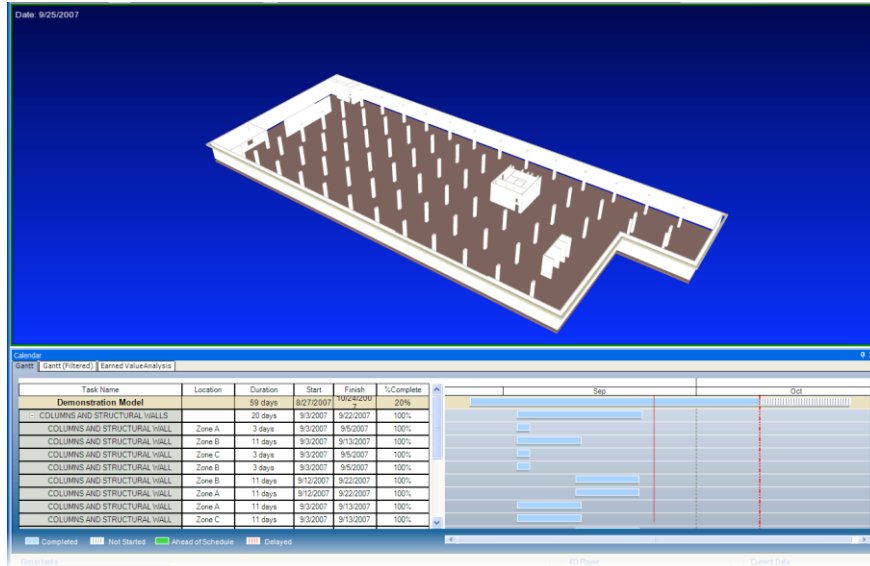 Date: 9/25/2007
Calendar
Gantt Gantt (Filtered) Earned ValueAnalysis
Task Name Location Duration Start Finish %Complete Sep Oct
Demonstration Model 59 days 8/27/2007 10/24/2007 20%
COLUMNS AND STRUCTURAL WALLS 20 days 9/3/2007 9/22/2007 100%
COLUMNS AND STRUCTURAL WALL Zone A 3 days 9/3/2007 9/5/2007 100%
COLUMNS AND STRUCTURAL WALL Zone B 11 days 9/3/2007 9/13/2007 100%
COLUMNS AND STRUCTURAL WALL Zone C 3 days 9/3/2007 9/5/2007 100%
COLUMNS AND STRUCTURAL WALL Zone B 3 days 9/3/2007 9/5/2007 100%
COLUMNS AND STRUCTURAL WALL Zone B 11 days 9/12/2007 9/22/2007 100%
COLUMNS AND STRUCTURAL WALL Zone A 11 days 9/12/2007 9/22/2007 100%
COLUMNS AND STRUCTURAL WALL Zone A 11 days 9/3/2007 9/13/2007 100%
COLUMNS AND STRUCTURAL WALL Zone C 11 days 9/3/2007 9/13/2007 100%
Completed Not Started Ahead of Schedule Delayed
Group tasks 4D Player Current Data